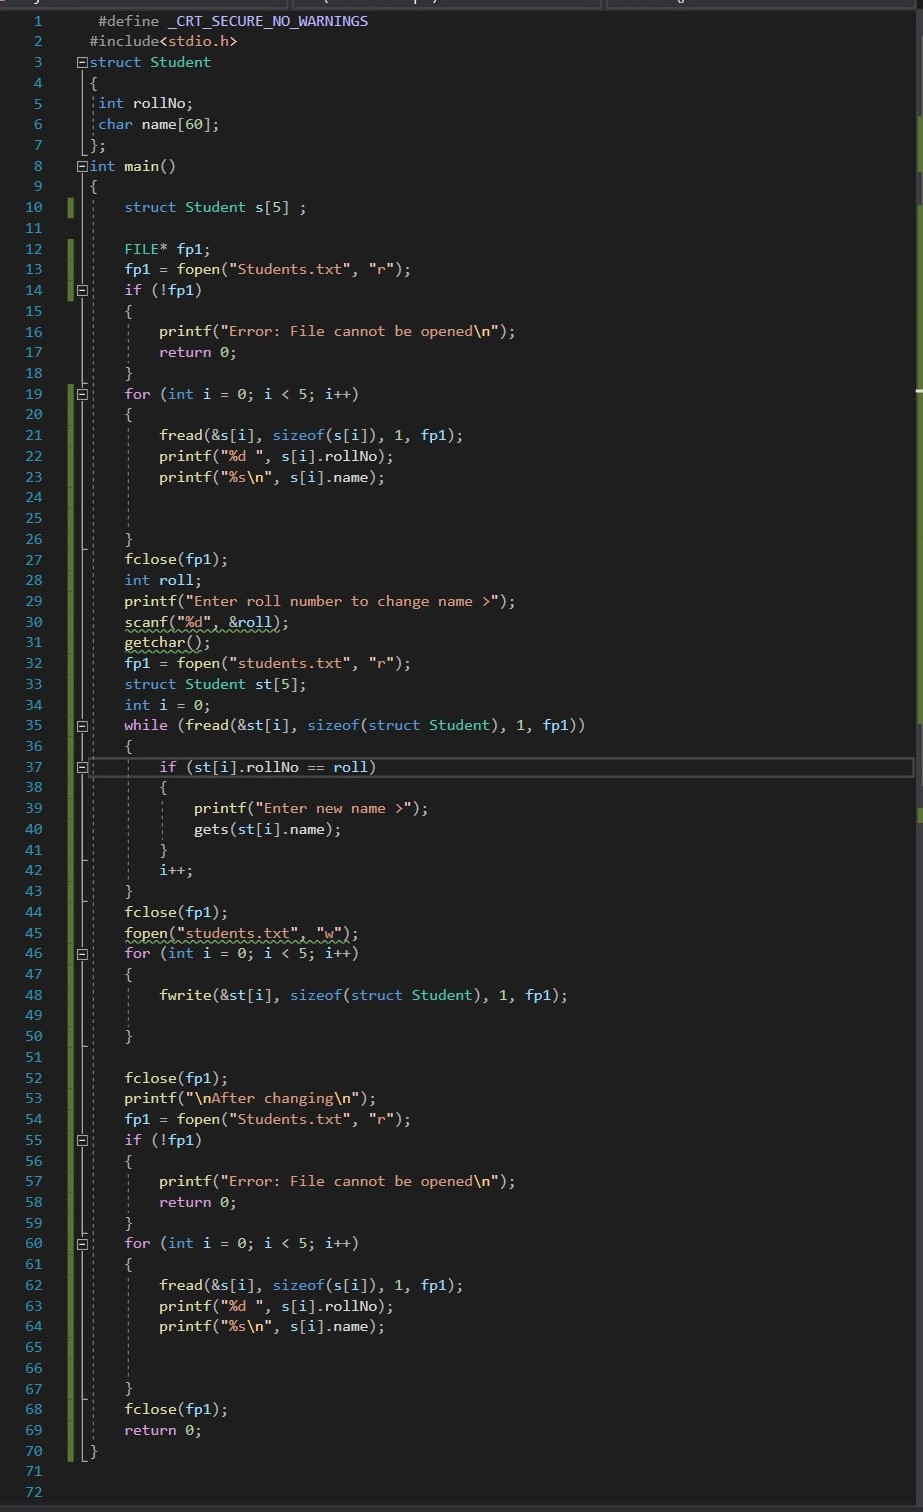 1 #define _CRT_SECURE_NO_WARNINGS
2 #include<stdio.h>
3 struct Student
4 {
5 int rollNo;
6 char name[60];
7 };
8 int main()
9 {
10 struct Student s[5] ;
11
12 FILE* fp1;
13 fp1 = fopen("Students.txt", "r");
14 if (!fp1)
15 {
16 printf("Error: File cannot be opened\n");
17 return 0;
18 }
19 for (int i = 0; i < 5; i++)
20 {
21 fread(&s[i], sizeof(s[i]), 1, fp1);
22 printf("%d ", s[i].rollNo);
23 printf("%s\n", s[i].name);
24
25
26 }
27 fclose(fp1);
28 int roll;
29 printf("Enter roll number to change name >");
30 scanf("%d", &roll);
31 getchar();
32 fp1 = fopen("students.txt", "r");
33 struct Student st[5];
34 int i = 0;
35 while (fread(&st[i], sizeof(struct Student), 1, fp1))
36 {
37 if (st[i].rollNo == roll)
38 {
39 printf("Enter new name >");
40 gets(st[i].name);
41 }
42 i++;
43 }
44 fclose(fp1);
45 fopen("students.txt", "w");
46 for (int i = 0; i < 5; i++)
47 {
48 fwrite(&st[i], sizeof(struct Student), 1, fp1);
49
50 }
51
52 fclose(fp1);
53 printf("\nAfter changing\n");
54 fp1 = fopen("Students.txt", "r");
55 if (!fp1)
56 {
57 printf("Error: File cannot be opened\n");
58 return 0;
59 }
60 for (int i = 0; i < 5; i++)
61 {
62 fread(&s[i], sizeof(s[i]), 1, fp1);
63 printf("%d ", s[i].rollNo);
64 printf("%s\n", s[i].name);
65
66
67 }
68 fclose(fp1);
69 return 0;
70 }
71
72